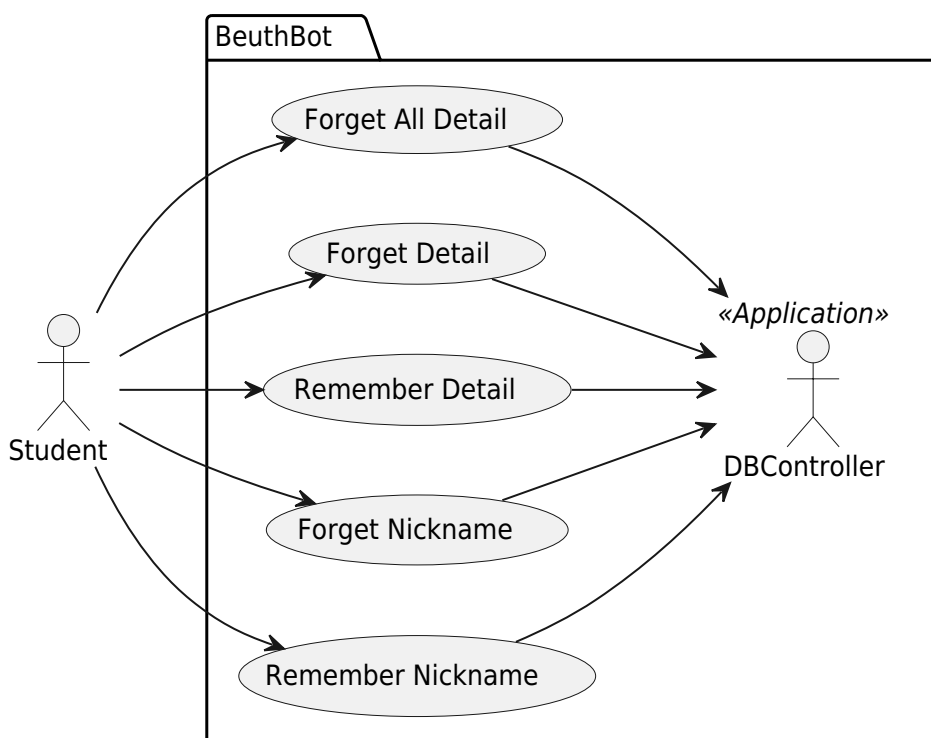 BeuthBot
Forget All Detail
Forget Detail
«Application»
Remember Detail
Student
DBController
Forget Nickname
Remember Nickname